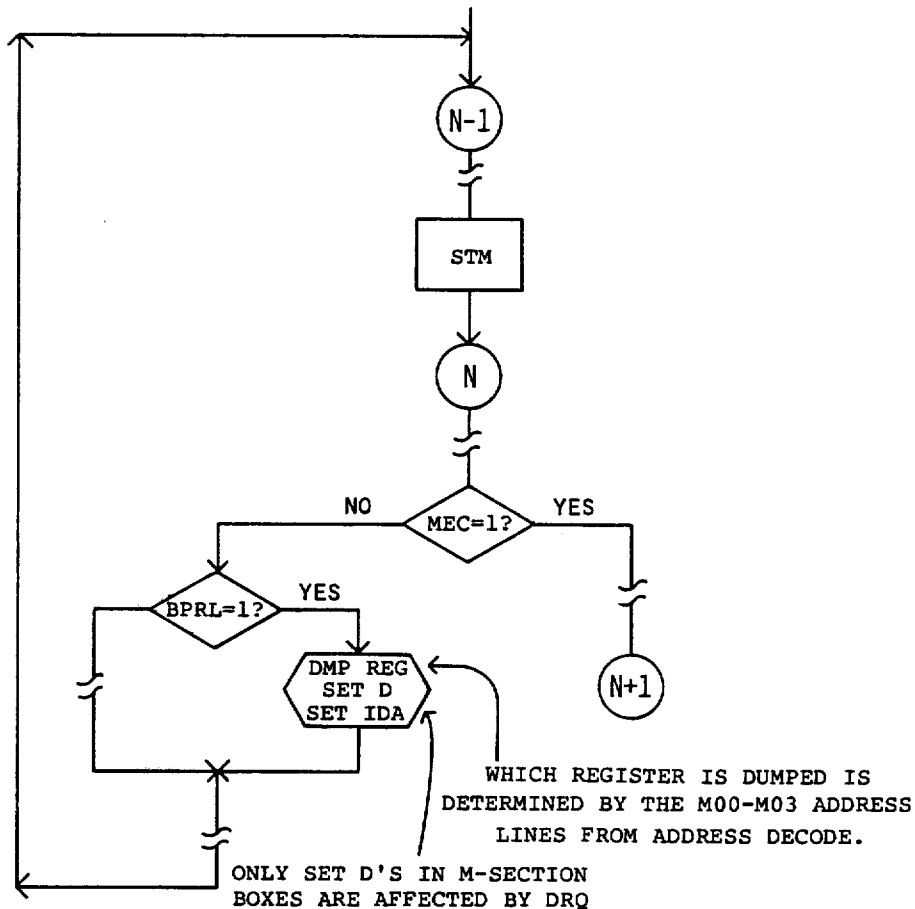 N-1
STM
N
NO
MEC=1?
YES
BPRL=1?
YES
DMP REG
SET D
SET IDA
N+1
WHICH REGISTER IS DUMPED IS
DETERMINED BY THE M00-M03 ADDRESS
LINES FROM ADDRESS DECODE.
ONLY SET D'S IN M-SECTION
BOXES ARE AFFECTED BY DRQ